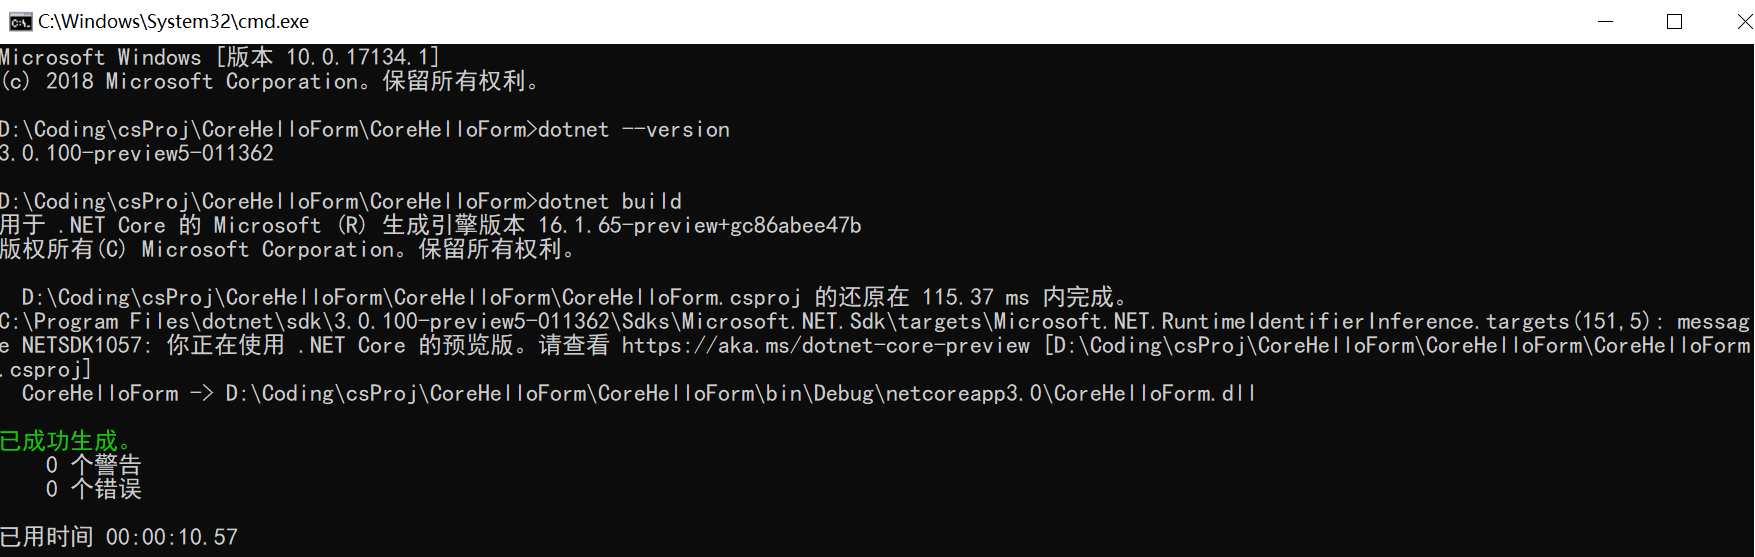 C:\Windows\System32\cmd.exe
Microsoft Windows [版本 10.0.17134.1]
(c) 2018 Microsoft Corporation。保留所有权利。
D:\Coding\csProj\CoreHelloForm\CoreHelloForm>dotnet --version
3.0.100-preview5-011362
D:\Coding\csProj\CoreHelloForm\CoreHelloForm>dotnet build
用于 .NET Core 的 Microsoft (R) 生成引擎版本 16.1.65-preview+gc86abee47b
版权所有(C) Microsoft Corporation。保留所有权利。
D:\Coding\csProj\CoreHelloForm\CoreHelloForm\CoreHelloForm.csproj 的还原在 115.37 ms 内完成。
C:\Program Files\dotnet\sdk\3.0.100-preview5-011362\Sdks\Microsoft.NET.Sdk\targets\Microsoft.NET.RuntimeIdentifierInference.targets(151,5): messag
e NETSDK1057: 你正在使用 .NET Core 的预览版。请查看 https://aka.ms/dotnet-core-preview [D:\Coding\csProj\CoreHelloForm\CoreHelloForm\CoreHelloForm
.csproj]
CoreHelloForm -> D:\Coding\csProj\CoreHelloForm\CoreHelloForm\bin\Debug\netcoreapp3.0\CoreHelloForm.dll
已成功生成。
0 个警告
0 个错误
已用时间 00:00:10.57